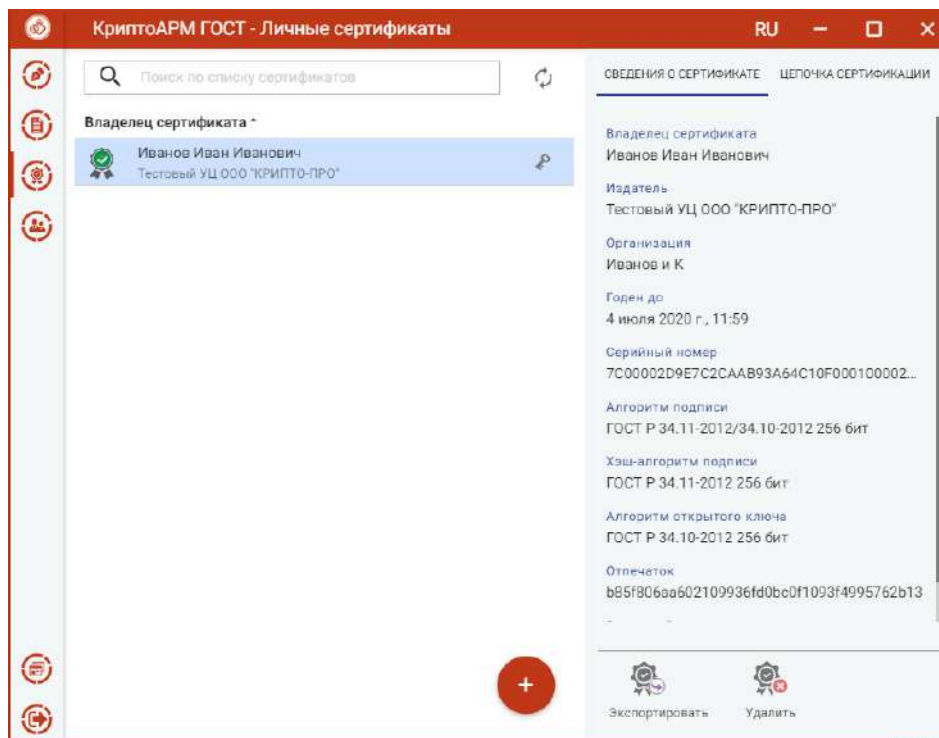 КриптоАРМ ГОСТ - Личные сертификаты
RU
Поиск по списку сертификатов
Владелец сертификата
Иванов Иван Иванович
Тестовый УЦ ООО "КРИПТО-ПРО"
СВЕДЕНИЯ О СЕРТИФИКАТЕ ЦЕПОЧКА СЕРТИФИКАЦИИ
Владелец сертификата
Иванов Иван Иванович
Издатель
Тестовый УЦ ООО "КРИПТО-ПРО"
Организация
Иванов и К
Годен до
4 июля 2020 г., 11:59
Серийный номер
7C00002D9E7C2CAAB93A64C10F000100002...
Алгоритм подписи
ГОСТ Р 34.11-2012/34.10-2012 256 бит
Хэш-алгоритм подписи
ГОСТ Р 34.11-2012 256 бит
Алгоритм открытого ключа
ГОСТ Р 34.10-2012 256 бит
Отпечаток
b85f806aa602109936fd0bc0f1093f4995762b13
Экспортировать Удалить